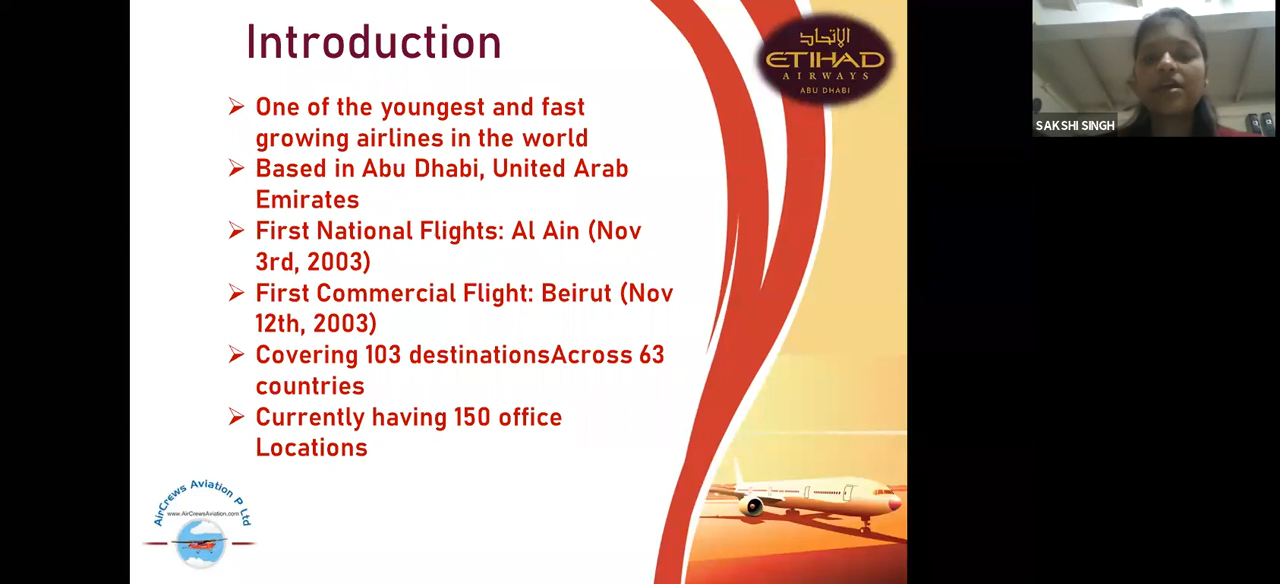 Introduction
➢ One of the youngest and fast
growing airlines in the world
➢ Based in Abu Dhabi, United Arab
Emirates
➢ First National Flights: Al Ain (Nov
3rd, 2003)
➢ First Commercial Flight: Beirut (Nov
12th, 2003)
➢ Covering 103 destinationsAcross 63
countries
➢ Currently having 150 office
Locations
الإتحاد
ETIHAD
AIRWAYS
ABU DHABI
SAKSHI SINGH
AirCrews Aviation P Ltd
www.AirCrewsAviation.com